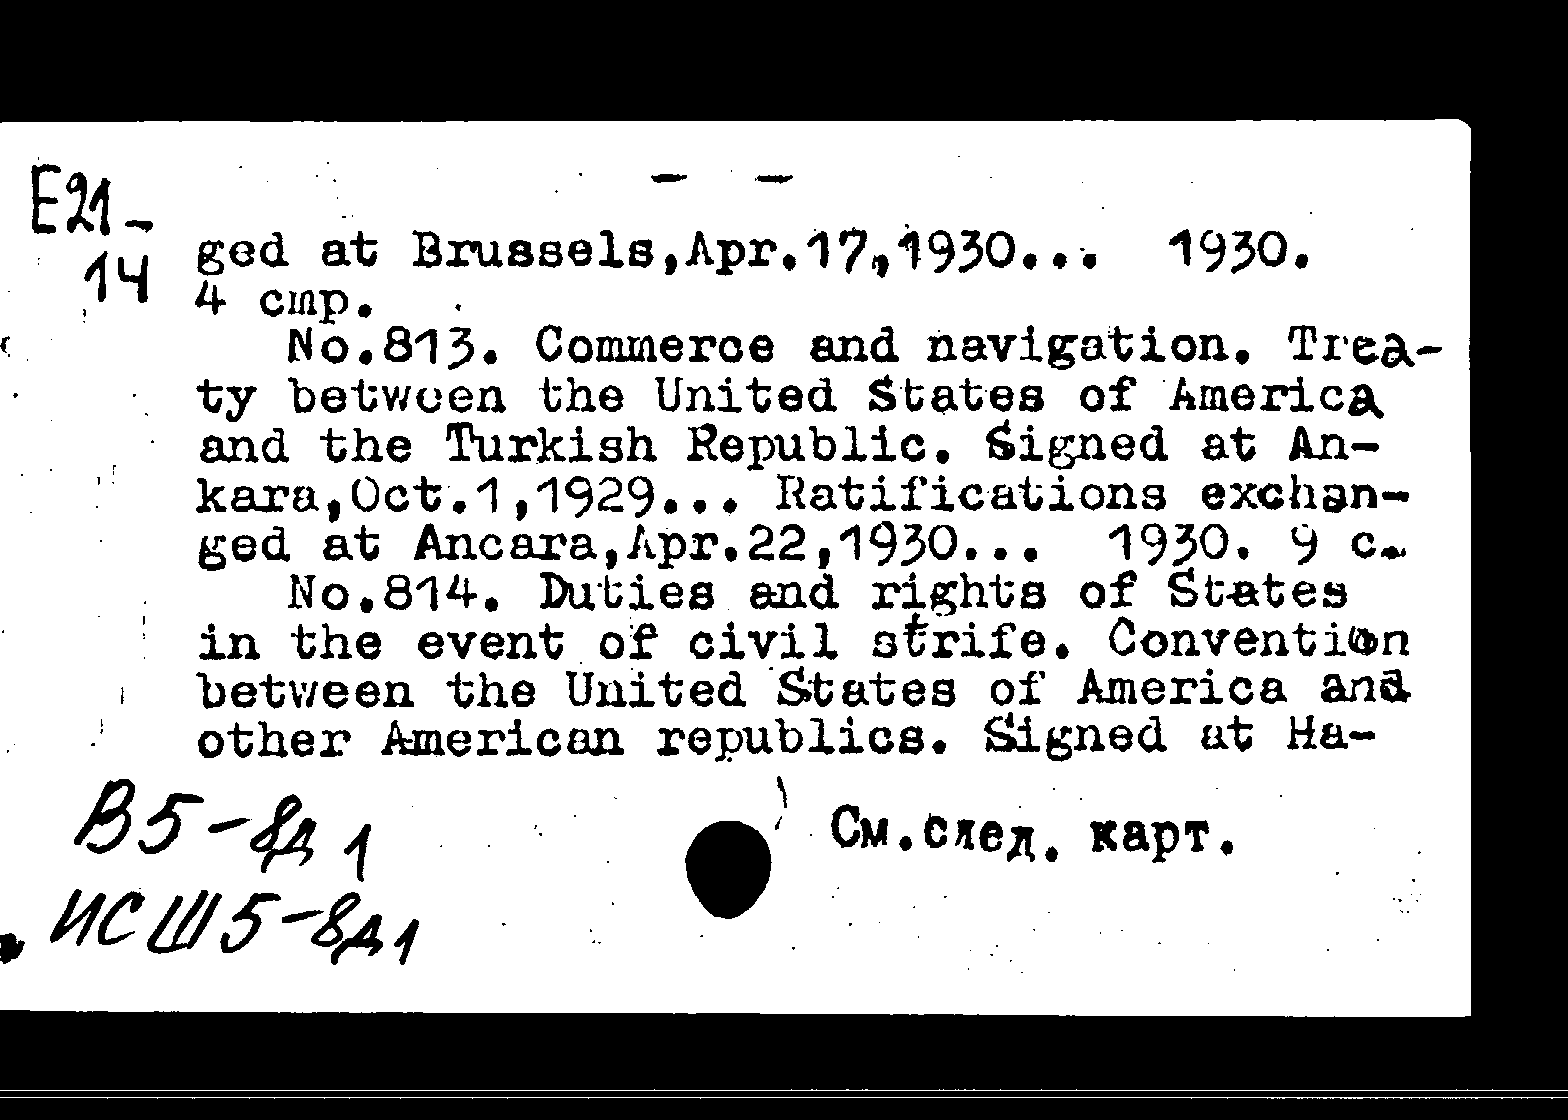 — —
E21-
14
ged at Brussels,Apr.17,1930... 1930.
4 cmp.
No.813. Commerce and navigation. Trea-
ty between the United States of America
and the Turkish Republic. Signed at An-
kara,Oct.1,1929... Ratifications exchan-
ged at Ancara,Apr.22,1930... 1930. 9 c.
No.814. Duties and rights of States
in the event of civil strife. Convention
between the United States of America and
other American republics. Signed at Ha-
В5-8д1
См.след. карт.
ИСШ5-8д1